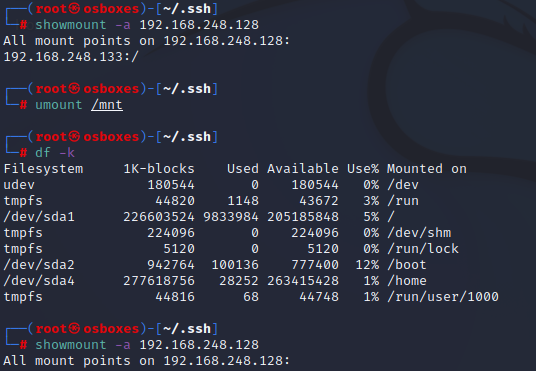 ┌──(root㉿osboxes)-[~/.ssh]
└─# showmount -a 192.168.248.128
All mount points on 192.168.248.128:
192.168.248.133:/
┌──(root㉿osboxes)-[~/.ssh]
└─# umount /mnt
┌──(root㉿osboxes)-[~/.ssh]
└─# df -k
Filesystem     1K-blocks    Used Available Use% Mounted on
udev              180544       0    180544   0% /dev
tmpfs              44820    1148     43672   3% /run
/dev/sda1      226603524 9833984 205185848   5% /
tmpfs             224096       0    224096   0% /dev/shm
tmpfs               5120       0      5120   0% /run/lock
/dev/sda2         942764  100136    777400  12% /boot
/dev/sda4      277618756   28252 263415428   1% /home
tmpfs              44816      68     44748   1% /run/user/1000
┌──(root㉿osboxes)-[~/.ssh]
└─# showmount -a 192.168.248.128
All mount points on 192.168.248.128: